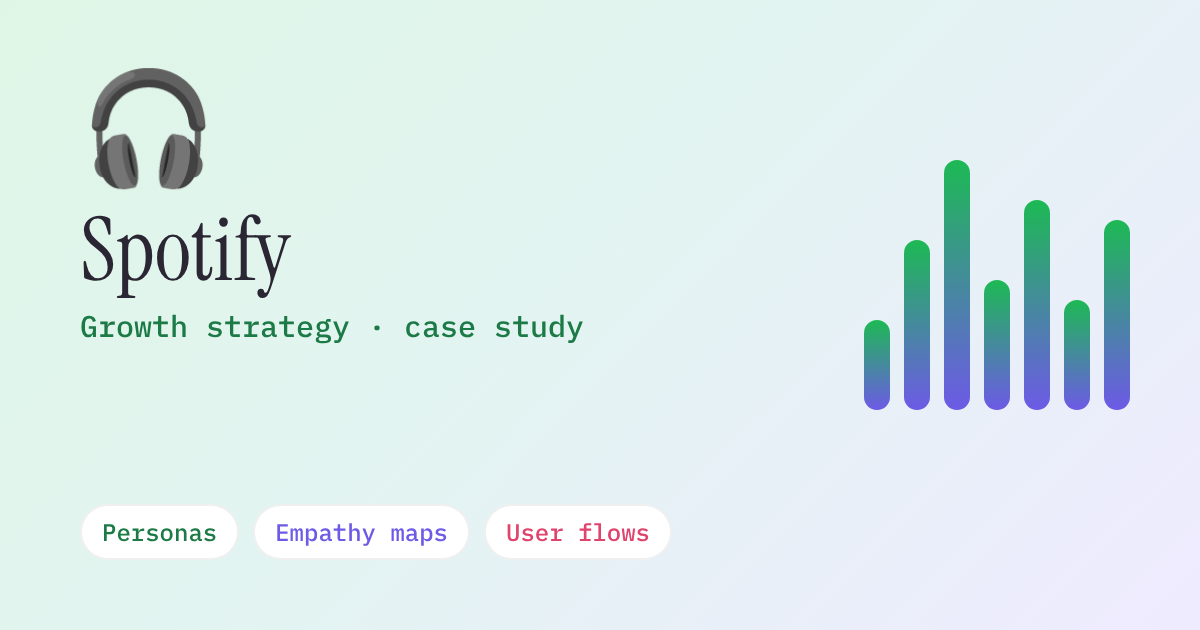 Spotify
Growth strategy · case study
Personas
Empathy maps
User flows